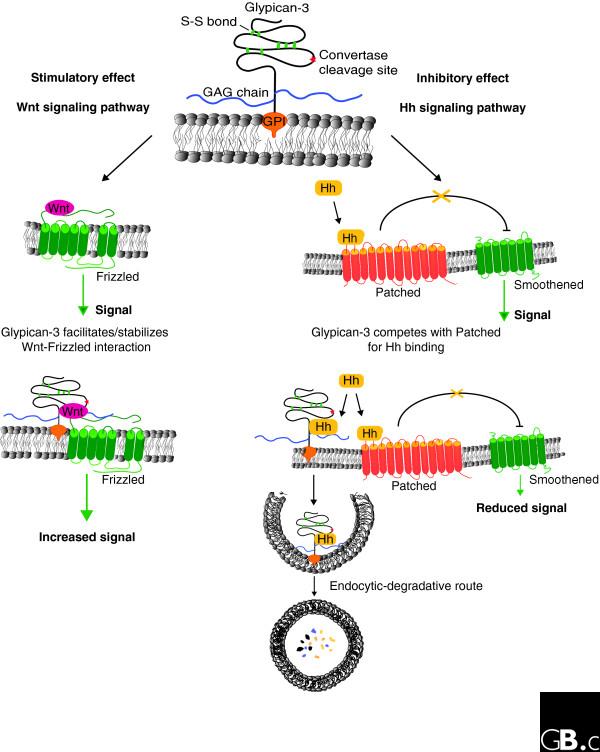 Glypican-3
S-S bond
Convertase
cleavage site
Stimulatory effect
Inhibitory effect
GAG chain
Wnt signaling pathway
Hh signaling pathway
GPI
Hh
Wnt
Hh
Frizzled
Patched
Smoothened
Signal
Signal
Glypican-3 facilitates/stabilizes
Wnt-Frizzled interaction
Glypican-3 competes with Patched
for Hh binding
Hh
Wnt
Hh
Hh
Frizzled
Patched
Smoothened
Increased signal
Reduced signal
Hh
Endocytic-degradative route
GB.c